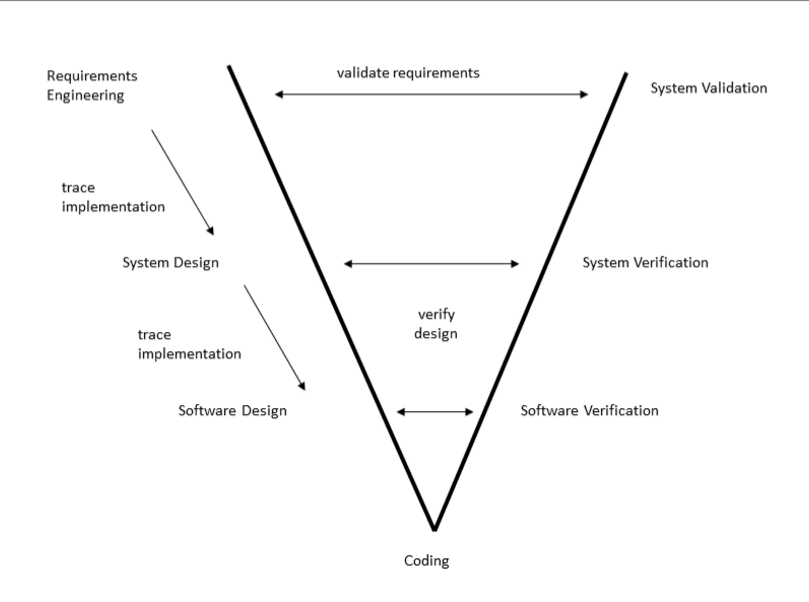 Requirements
Engineering
validate requirements
System Validation
trace
implementation
System Design
System Verification
verify
design
trace
implementation
Software Design
Software Verification
Coding